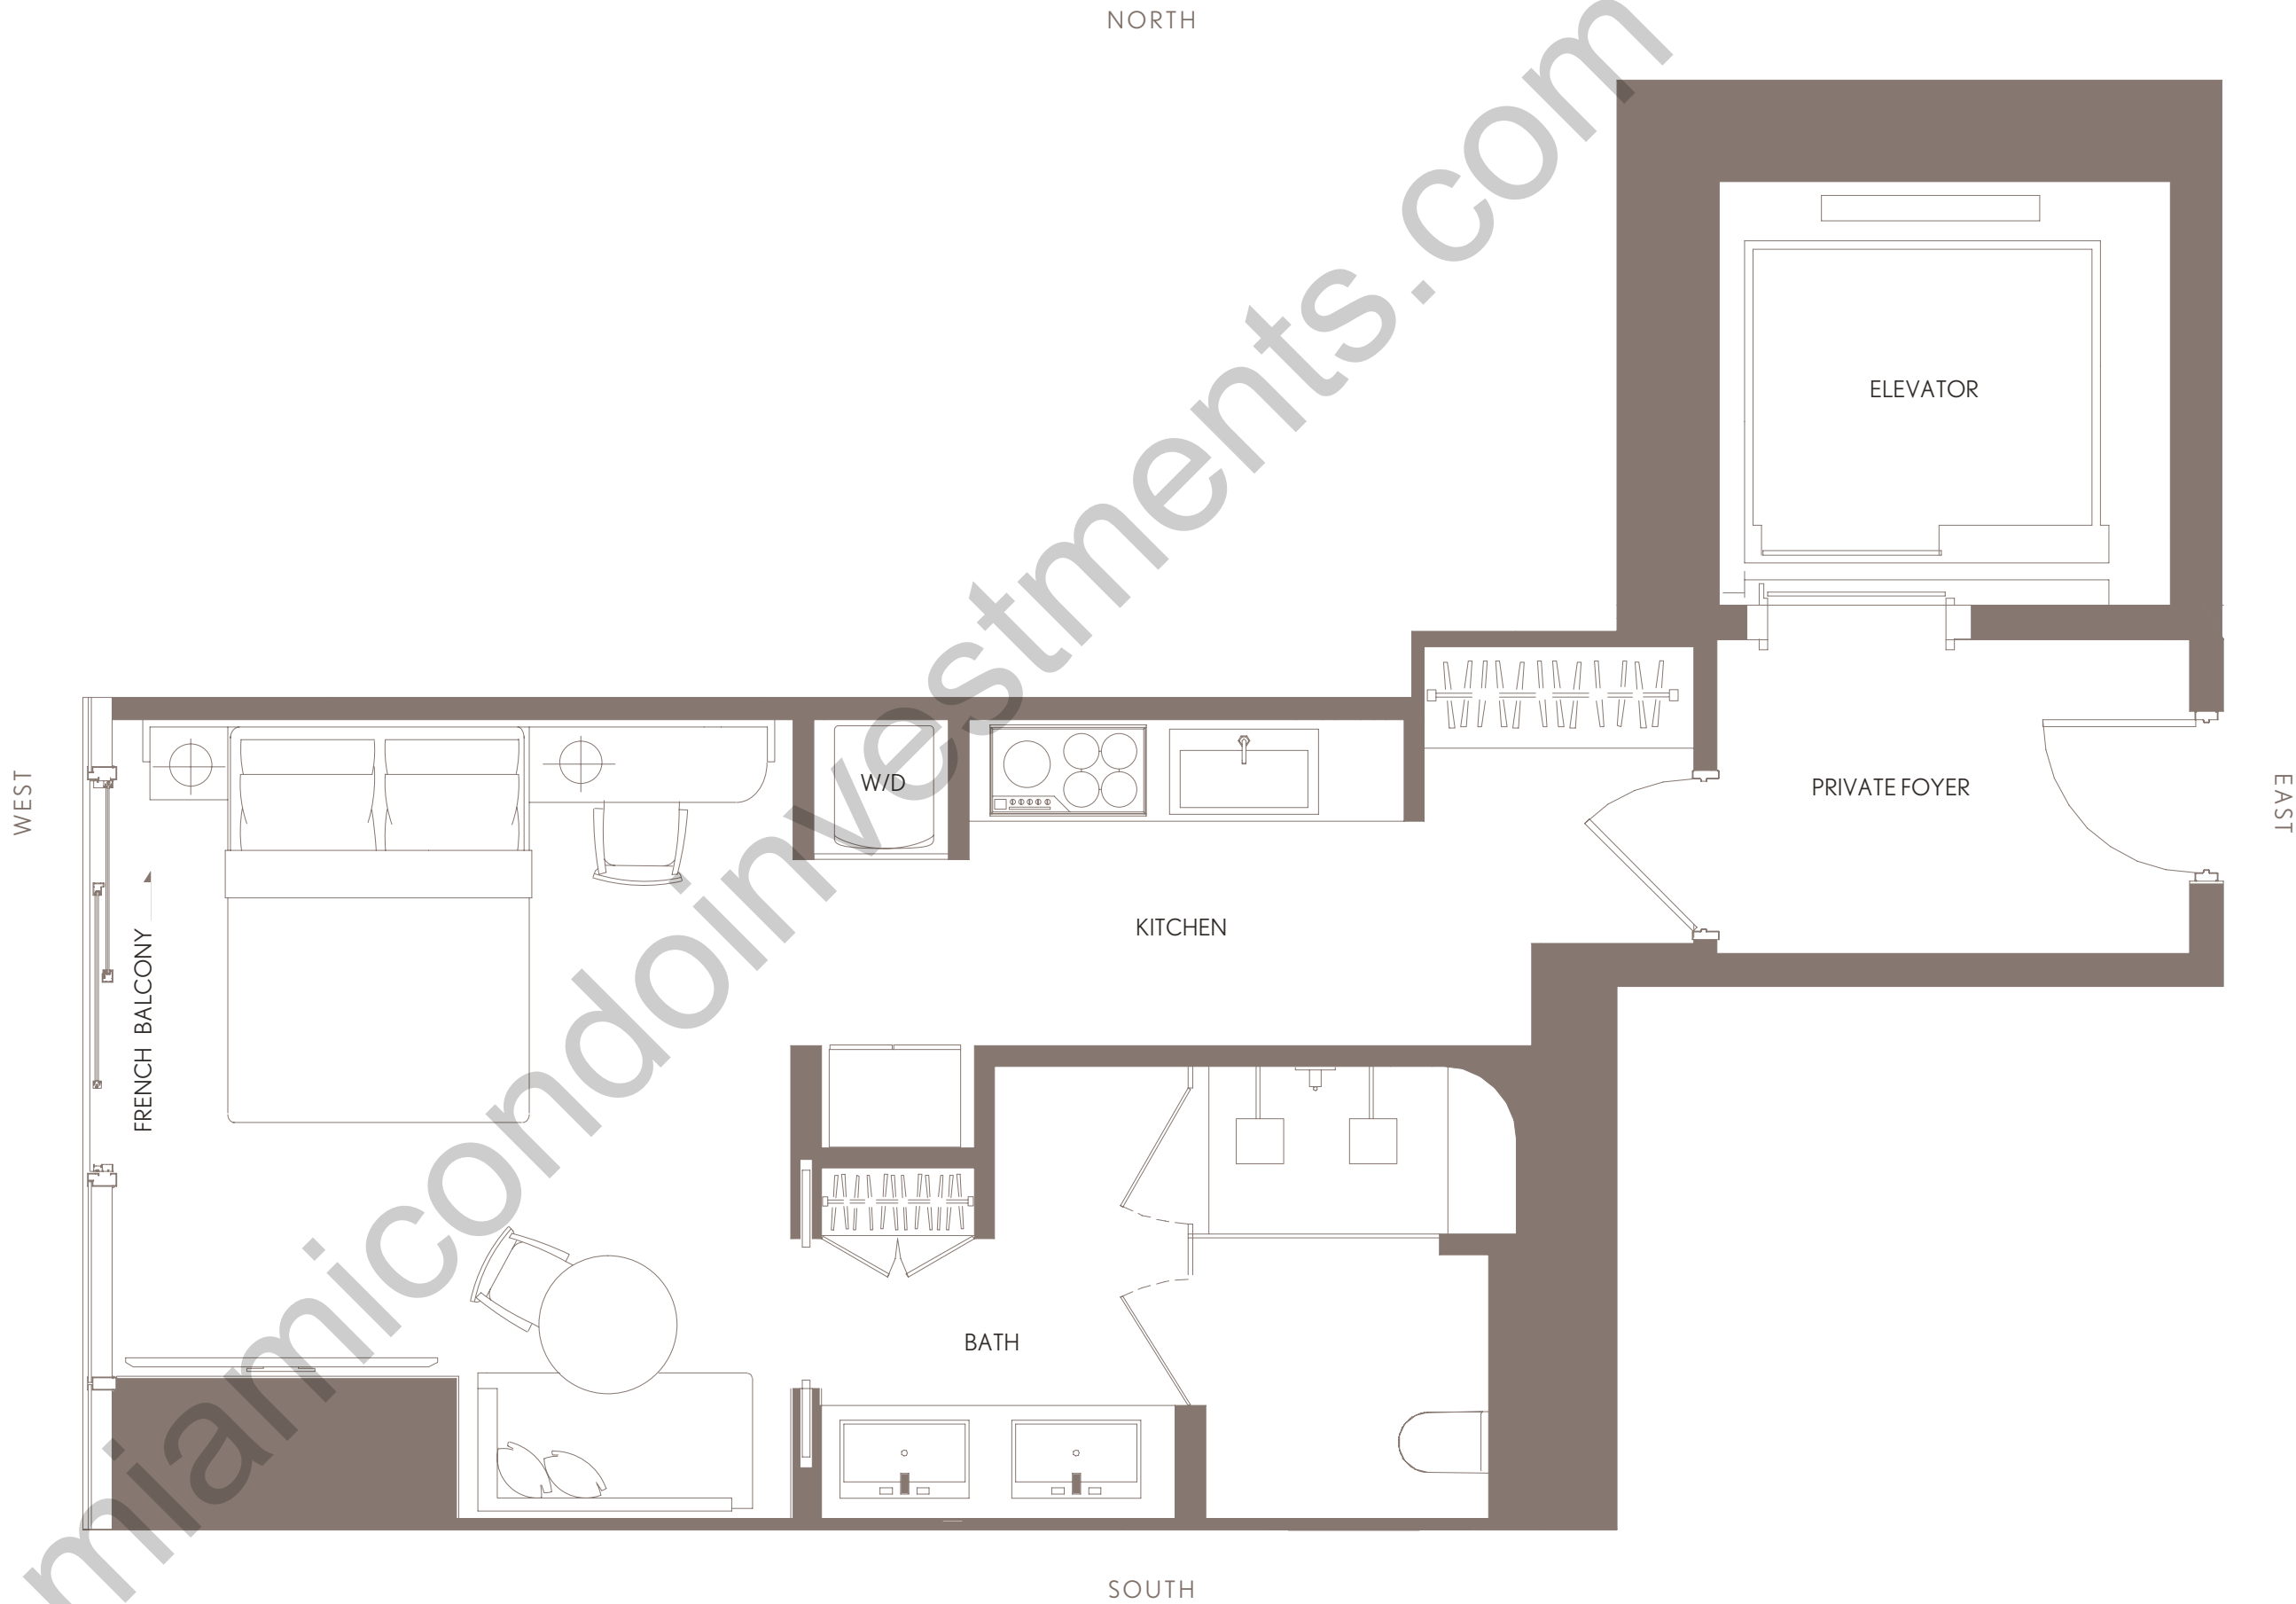 NORTH
ELEVATOR
WEST
W/D
PRIVATE FOYER
EAST
KITCHEN
FRENCH BALCONY
BATH
SOUTH
miamicondoinvestments.com